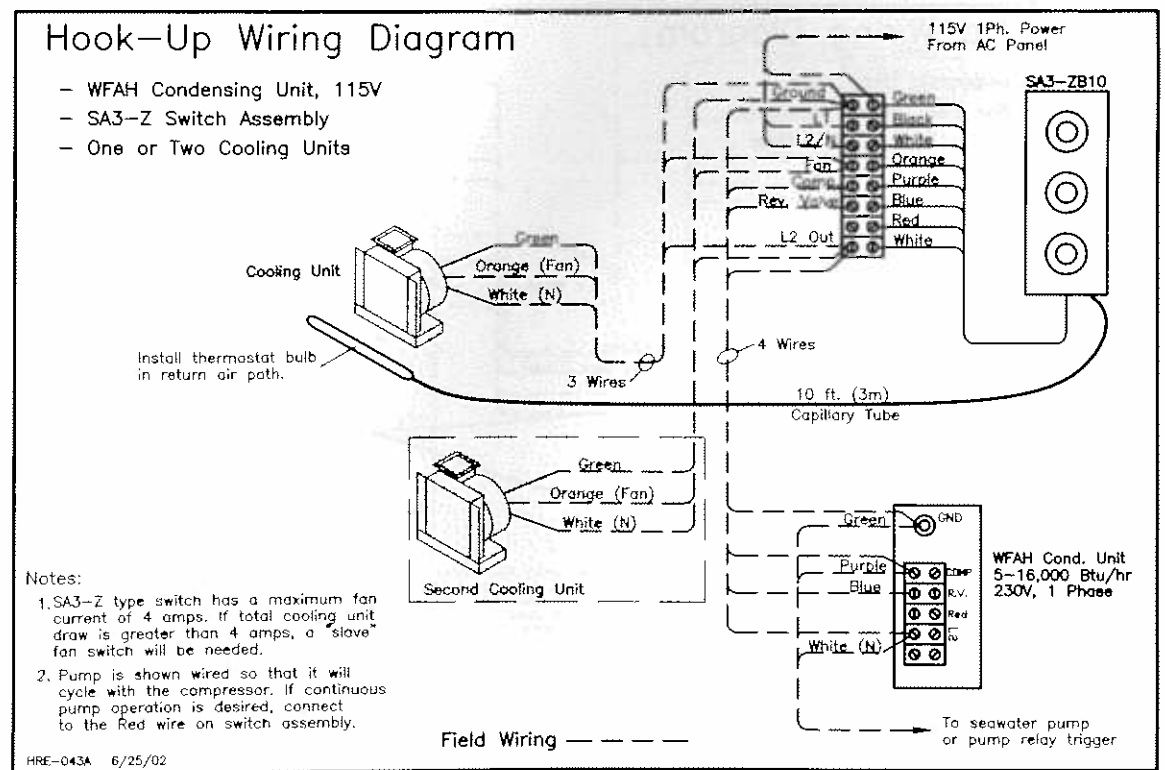 Hook-Up Wiring Diagram
- WFAH Condensing Unit, 115V
- SA3-Z Switch Assembly
- One or Two Cooling Units
115V 1Ph. Power
From AC Panel
SA3-ZB10
Ground
L1
L2/N
Fan
Comp
Rev. Valve
L2 Out
Green
Black
White
Orange
Purple
Blue
Red
White
Cooling Unit
Green
Orange (Fan)
White (N)
Install thermostat bulb
in return air path.
3 Wires
4 Wires
10 ft. (3m)
Capillary Tube
Green
Orange (Fan)
White (N)
Second Cooling Unit
Green
GND
Purple
Blue
White (N)
COMP
R.V.
Red
L2
WFAH Cond. Unit
5-16,000 Btu/hr
230V, 1 Phase
To seawater pump
or pump relay trigger
Notes:
1. SA3-Z type switch has a maximum fan
current of 4 amps. If total cooling unit
draw is greater than 4 amps, a "slave"
fan switch will be needed.
2. Pump is shown wired so that it will
cycle with the compressor. If continuous
pump operation is desired, connect
to the Red wire on switch assembly.
Field Wiring
HRE-043A 6/25/02